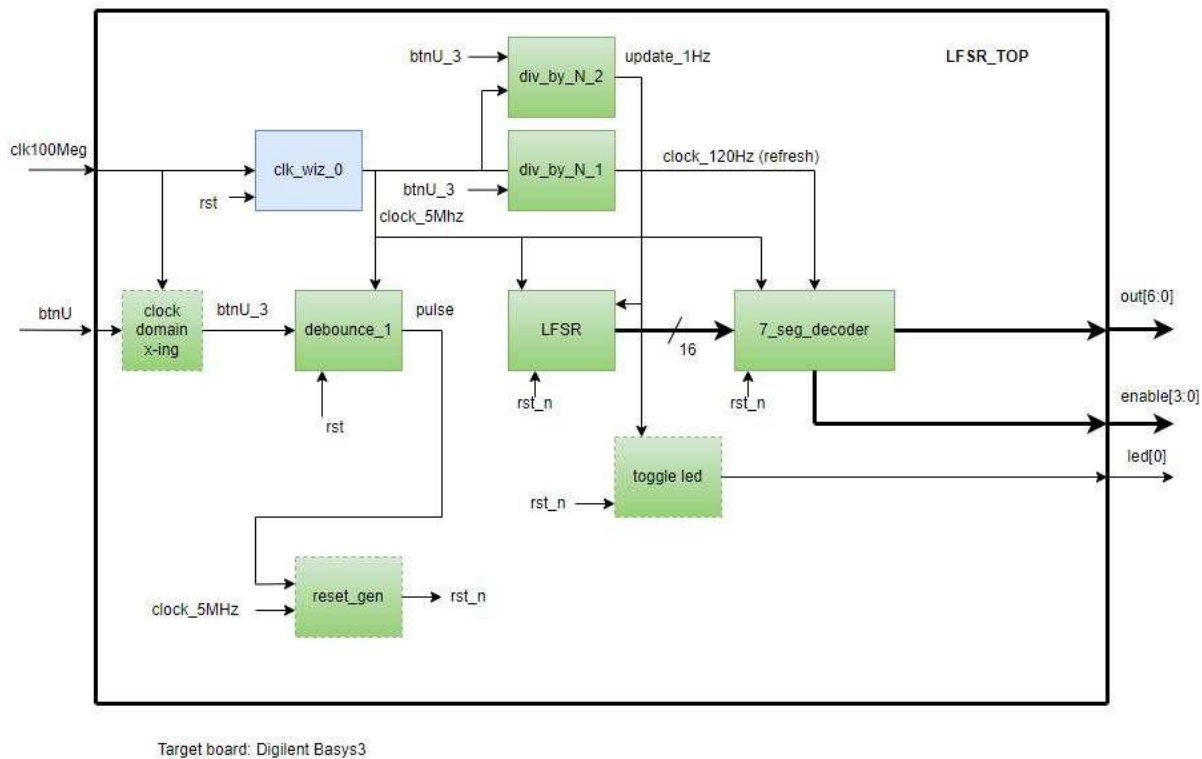 LFSR_TOP
btnU_3
div_by_N_2
update_1Hz
clk100Meg
clk_wiz_0
rst
btnU_3
div_by_N_1
clock_120Hz (refresh)
clock_5Mhz
btnU
clock
domain
x-ing
btnU_3
debounce_1
pulse
rst
LFSR
16
rst_n
7_seg_decoder
rst_n
out[6:0]
enable[3:0]
led[0]
toggle led
rst_n
clock_5MHz
reset_gen
rst_n
Target board: Digilent Basys3